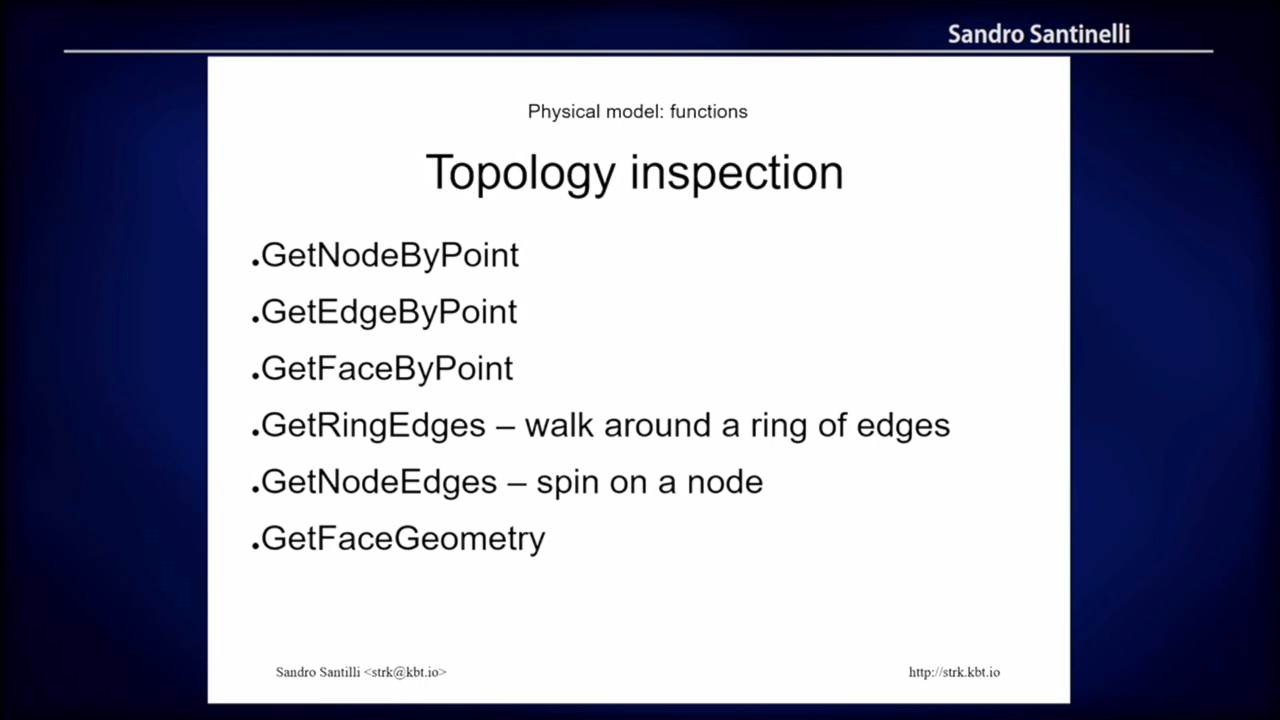 Sandro Santinelli
Physical model: functions
Topology inspection
.GetNodeByPoint
.GetEdgeByPoint
.GetFaceByPoint
.GetRingEdges – walk around a ring of edges
.GetNodeEdges – spin on a node
.GetFaceGeometry
Sandro Santilli <strk@kbt.io>
http://strk.kbt.io